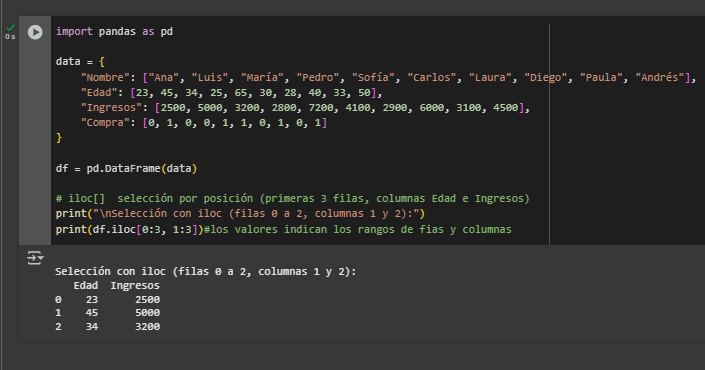 0 s
import pandas as pd
data = {
"Nombre": ["Ana", "Luis", "María", "Pedro", "Sofía", "Carlos", "Laura", "Diego", "Paula", "Andrés"],
"Edad": [23, 45, 34, 25, 65, 30, 28, 40, 33, 50],
"Ingresos": [2500, 5000, 3200, 2800, 7200, 4100, 2900, 6000, 3100, 4500],
"Compra": [0, 1, 0, 0, 1, 1, 0, 1, 0, 1]
}
df = pd.DataFrame(data)
# iloc[]  selección por posición (primeras 3 filas, columnas Edad e Ingresos)
print("\nSelección con iloc (filas 0 a 2, columnas 1 y 2):")
print(df.iloc[0:3, 1:3])#los valores indican los rangos de fias y columnas
Selección con iloc (filas 0 a 2, columnas 1 y 2):
Edad  Ingresos
0    23      2500
1    45      5000
2    34      3200